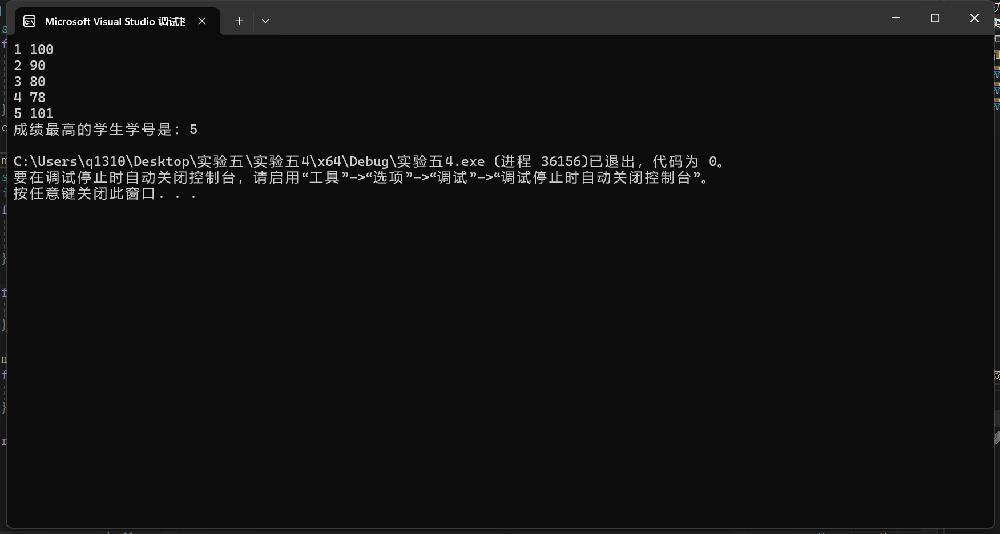 Microsoft Visual Studio 调试
1 100
2 90
3 80
4 78
5 101
成绩最高的学生学号是: 5
C:\Users\q1310\Desktop\实验五\实验五4\x64\Debug\实验五4.exe (进程 36156)已退出，代码为 0。
要在调试停止时自动关闭控制台，请启用“工具”->“选项”->“调试”->“调试停止时自动关闭控制台”。
按任意键关闭此窗口. . .